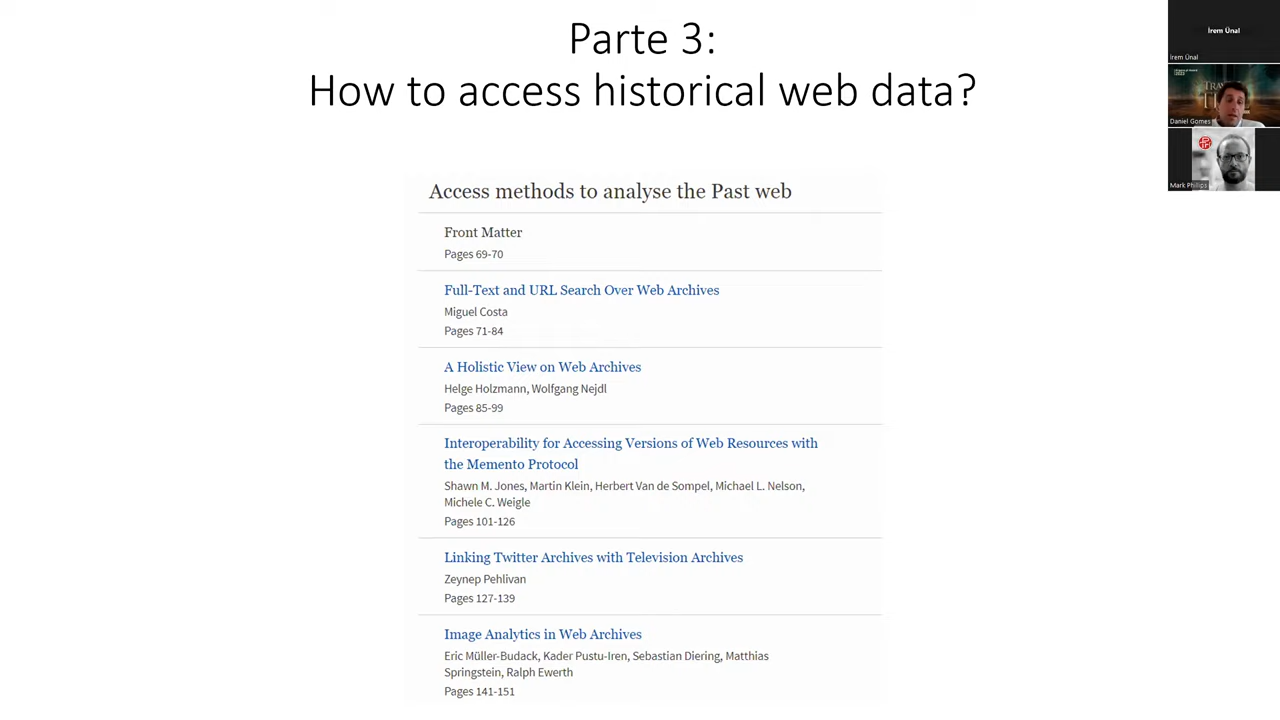 Parte 3:
How to access historical web data?
Access methods to analyse the Past web
Front Matter
Pages 69-70
Full-Text and URL Search Over Web Archives
Miguel Costa
Pages 71-84
A Holistic View on Web Archives
Helge Holzmann, Wolfgang Nejdl
Pages 85-99
Interoperability for Accessing Versions of Web Resources with
the Memento Protocol
Shawn M. Jones, Martin Klein, Herbert Van de Sompel, Michael L. Nelson,
Michele C. Weigle
Pages 101-126
Linking Twitter Archives with Television Archives
Zeynep Pehlivan
Pages 127-139
Image Analytics in Web Archives
Eric Müller-Budack, Kader Pustu-Iren, Sebastian Diering, Matthias
Springstein, Ralph Ewerth
Pages 141-151
İrem Ünal
İrem Ünal
Daniel Gomes
Mark Phillips